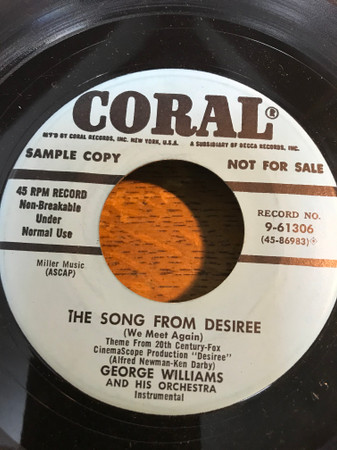 CORAL®
MF'D BY CORAL RECORDS, INC. NEW YORK, U.S.A. A SUBSIDIARY OF DECCA RECORDS, INC.
SAMPLE COPY NOT FOR SALE
45 RPM RECORD
Non-Breakable
Under
Normal Use
RECORD NO.
9-61306
(45-86983)
Miller Music
(ASCAP)
THE SONG FROM DESIREE
(We Meet Again)
Theme From 20th Century-Fox
CinemaScope Production "Desiree"
(Alfred Newman-Ken Darby)
GEORGE WILLIAMS
AND HIS ORCHESTRA
Instrumental